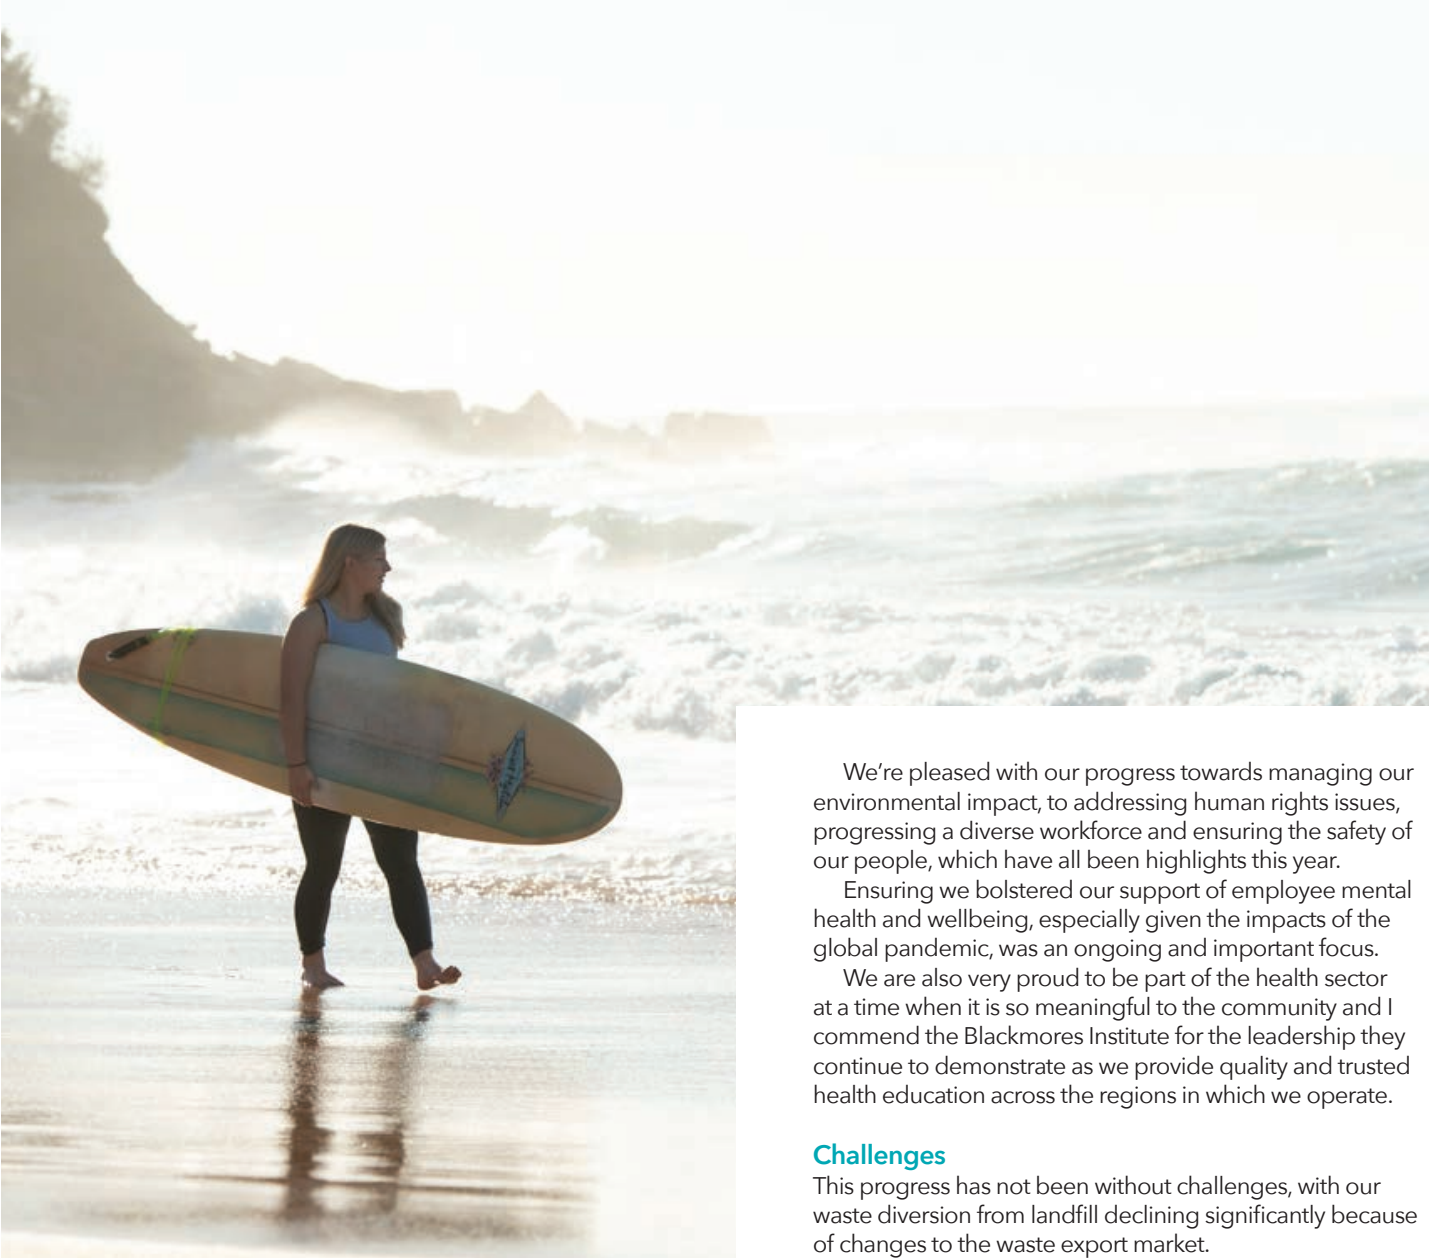 We’re pleased with our progress towards managing our
environmental impact, to addressing human rights issues,
progressing a diverse workforce and ensuring the safety of
our people, which have all been highlights this year.
Ensuring we bolstered our support of employee mental
health and wellbeing, especially given the impacts of the
global pandemic, was an ongoing and important focus.
We are also very proud to be part of the health sector
at a time when it is so meaningful to the community and I
commend the Blackmores Institute for the leadership they
continue to demonstrate as we provide quality and trusted
health education across the regions in which we operate.
Challenges
This progress has not been without challenges, with our
waste diversion from landfill declining significantly because
of changes to the waste export market.